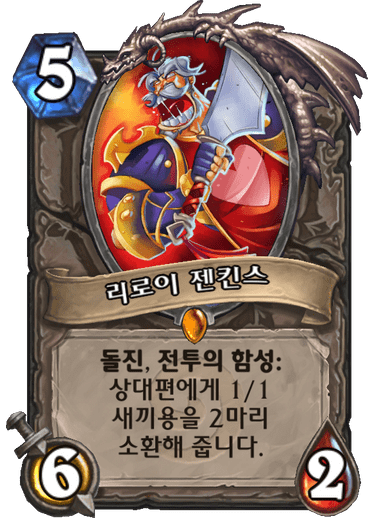 5
리로이 젠킨스
돌진, 전투의 함성:
상대편에게 1/1
새끼용을 2마리
소환해 줍니다.
6
2